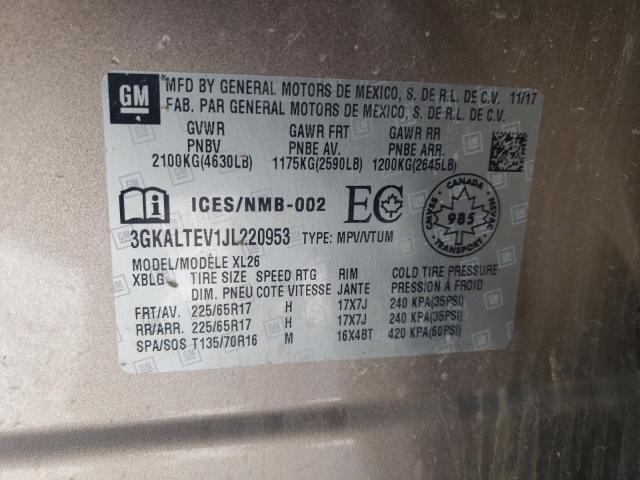 GM
MFD BY GENERAL MOTORS DE MEXICO, S. DE R.L. DE C.V. 11/17
FAB. PAR GENERAL MOTORS DE MEXICO, S. DE R.L. DE C.V.
GVWR GAWR FRT GAWR RR
PNBV PNBE AV. PNBE ARR.
2100KG(4630LB) 1175KG(2590LB) 1200KG(2645LB)
ICES/NMB-002 EC
CANADA
CMVSS NSVAC
985
TRANSPORT
3GKALTEV1JL220953 TYPE: MPV/VTUM
MODEL/MODÈLE XL26
XBLG TIRE SIZE SPEED RTG RIM COLD TIRE PRESSURE
DIM. PNEU COTE VITESSE JANTE PRESSION À FROID
FRT/AV. 225/65R17 H 17X7J 240 KPA(35PSI)
RR/ARR. 225/65R17 H 17X7J 240 KPA(35PSI)
SPA/SOS T135/70R16 M 16X4BT 420 KPA(60PSI)